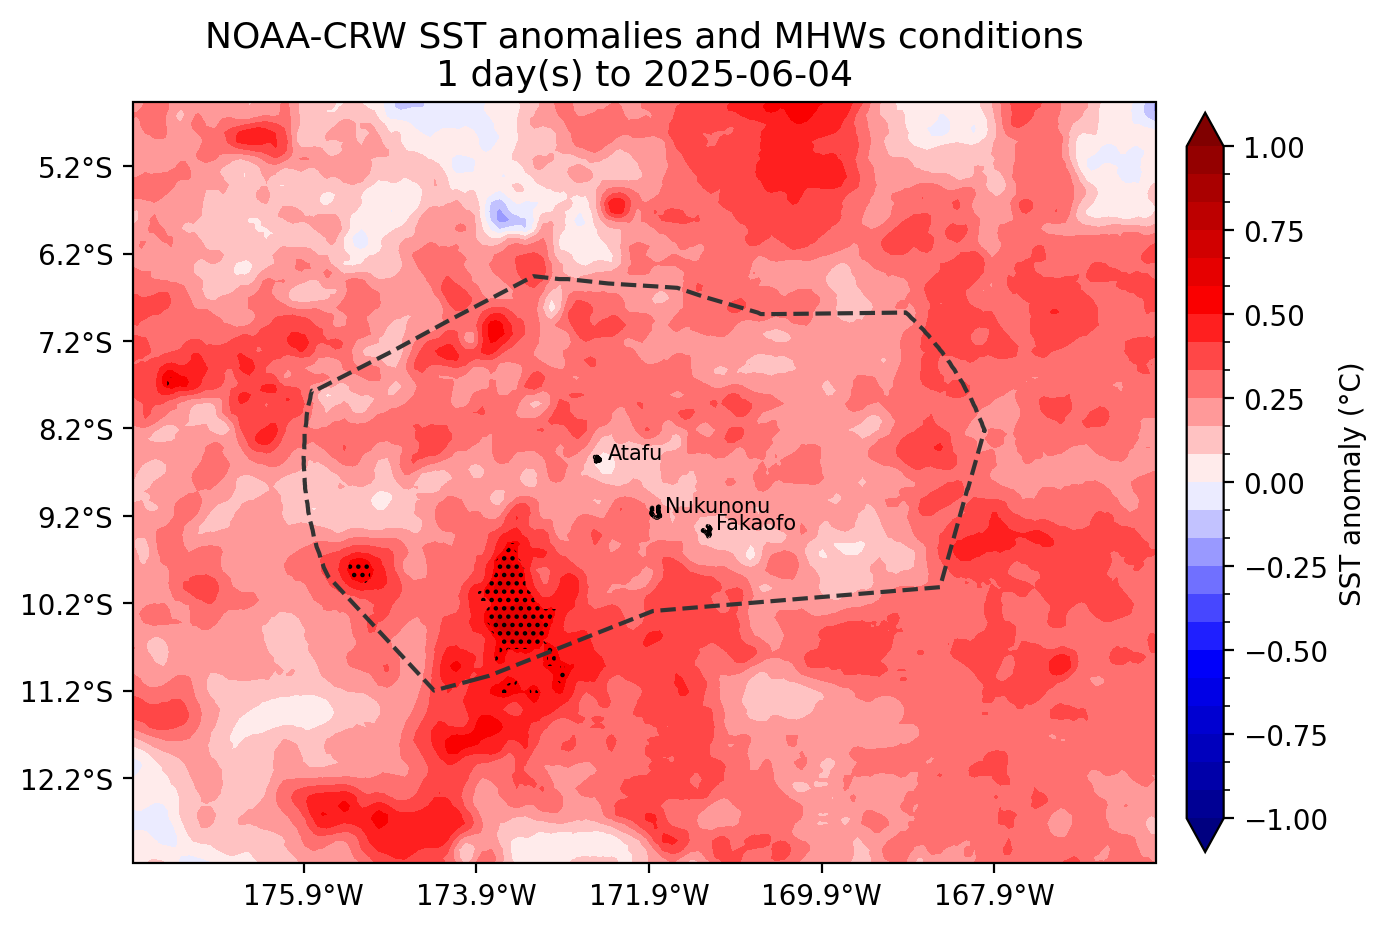 NOAA-CRW SST anomalies and MHWs conditions
1 day(s) to 2025-06-04
5.2°S
6.2°S
7.2°S
8.2°S
9.2°S
10.2°S
11.2°S
12.2°S
175.9°W
173.9°W
171.9°W
169.9°W
167.9°W
Atafu
Nukunonu
Fakaofo
1.00
0.75
0.50
0.25
0.00
−0.25
−0.50
−0.75
−1.00
SST anomaly (°C)